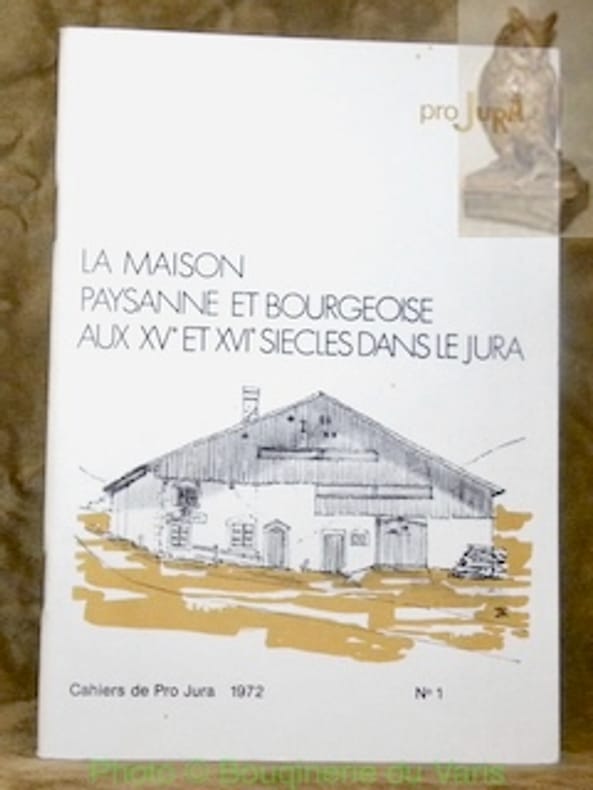 pro Jura
LA MAISON
PAYSANNE ET BOURGEOISE
AUX XVᵉ ET XVIᵉ SIECLES DANS LE JURA
Cahiers de Pro Jura 1972
Nº 1
Photo © Bouqinerie du Varis